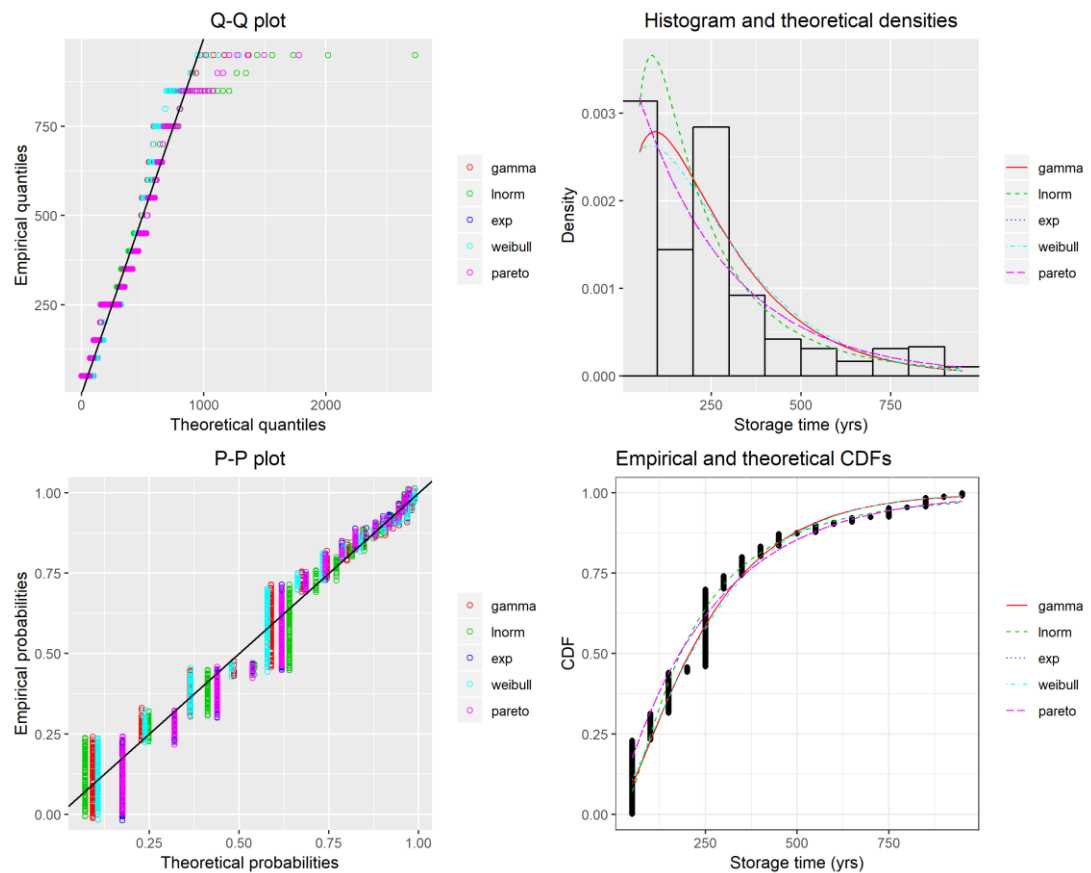 Q-Q plot
Empirical quantiles
750
500
250
0
1000
2000
Theoretical quantiles
gamma
lnorm
exp
weibull
pareto
Histogram and theoretical densities
Density
0.003
0.002
0.001
0.000
250
500
750
Storage time (yrs)
gamma
lnorm
exp
weibull
pareto
P-P plot
Empirical probabilities
1.00
0.75
0.50
0.25
0.00
0.25
0.50
0.75
1.00
Theoretical probabilities
gamma
lnorm
exp
weibull
pareto
Empirical and theoretical CDFs
CDF
1.00
0.75
0.50
0.25
0.00
250
500
750
Storage time (yrs)
gamma
lnorm
exp
weibull
pareto